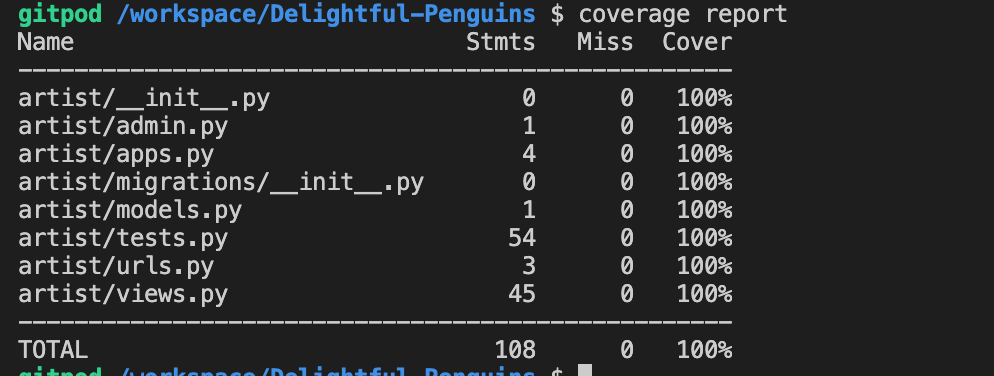 gitpod /workspace/Delightful-Penguins $ coverage report
Name Stmts Miss Cover
----------------------------------------------------
artist/__init__.py 0 0 100%
artist/admin.py 1 0 100%
artist/apps.py 4 0 100%
artist/migrations/__init__.py 0 0 100%
artist/models.py 1 0 100%
artist/tests.py 54 0 100%
artist/urls.py 3 0 100%
artist/views.py 45 0 100%
----------------------------------------------------
TOTAL 108 0 100%
gitpod /workspace/Delightful-Penguins $